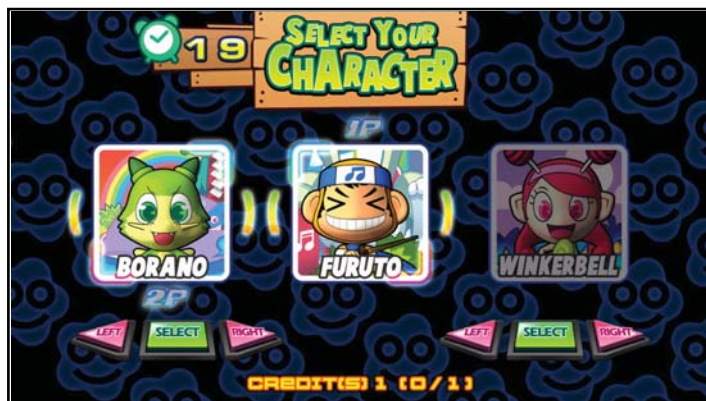 19
SELECT YOUR
CHARACTER
1P
BORANO
FURUTO
WINKERBELL
2P
LEFT SELECT RIGHT LEFT SELECT RIGHT
CREDIT(S) 1 (0/1)